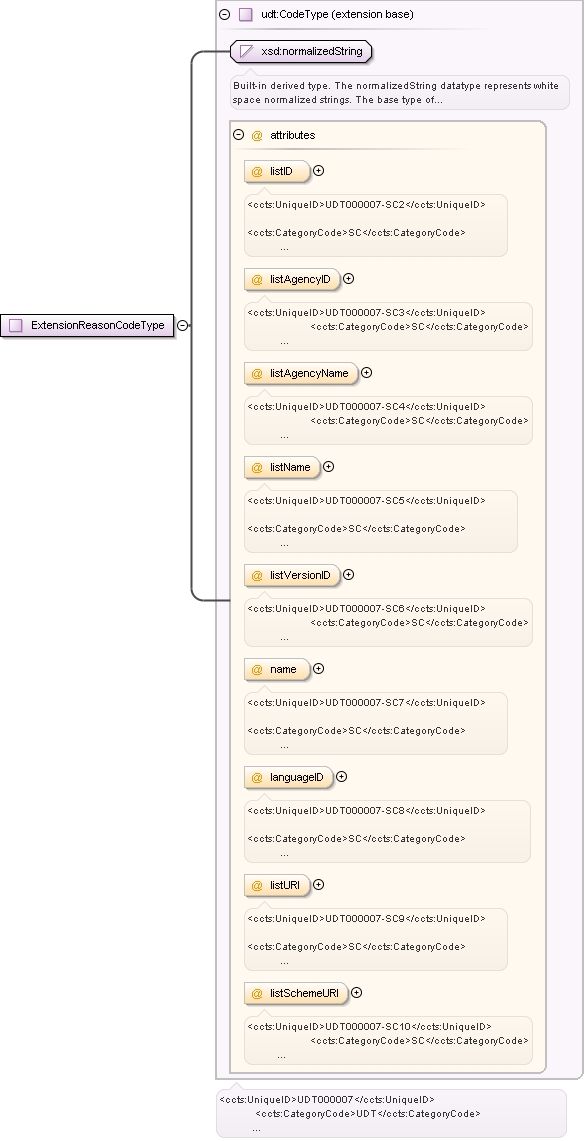 udt:CodeType (extension base)
xsd:normalizedString
Built-in derived type. The normalizedString datatype represents white
space normalized strings. The base type of...
@ attributes
@ listID
<ccts:UniqueID>UDT000007-SC2</ccts:UniqueID>
<ccts:CategoryCode>SC</ccts:CategoryCode>
...
@ listAgencyID
<ccts:UniqueID>UDT000007-SC3</ccts:UniqueID>
<ccts:CategoryCode>SC</ccts:CategoryCode>
...
ExtensionReasonCodeType
@ listAgencyName
<ccts:UniqueID>UDT000007-SC4</ccts:UniqueID>
<ccts:CategoryCode>SC</ccts:CategoryCode>
...
@ listName
<ccts:UniqueID>UDT000007-SC5</ccts:UniqueID>
<ccts:CategoryCode>SC</ccts:CategoryCode>
...
@ listVersionID
<ccts:UniqueID>UDT000007-SC6</ccts:UniqueID>
<ccts:CategoryCode>SC</ccts:CategoryCode>
...
@ name
<ccts:UniqueID>UDT000007-SC7</ccts:UniqueID>
<ccts:CategoryCode>SC</ccts:CategoryCode>
...
@ languageID
<ccts:UniqueID>UDT000007-SC8</ccts:UniqueID>
<ccts:CategoryCode>SC</ccts:CategoryCode>
...
@ listURI
<ccts:UniqueID>UDT000007-SC9</ccts:UniqueID>
<ccts:CategoryCode>SC</ccts:CategoryCode>
...
@ listSchemeURI
<ccts:UniqueID>UDT000007-SC10</ccts:UniqueID>
<ccts:CategoryCode>SC</ccts:CategoryCode>
...
<ccts:UniqueID>UDT000007</ccts:UniqueID>
<ccts:CategoryCode>UDT</ccts:CategoryCode>
...